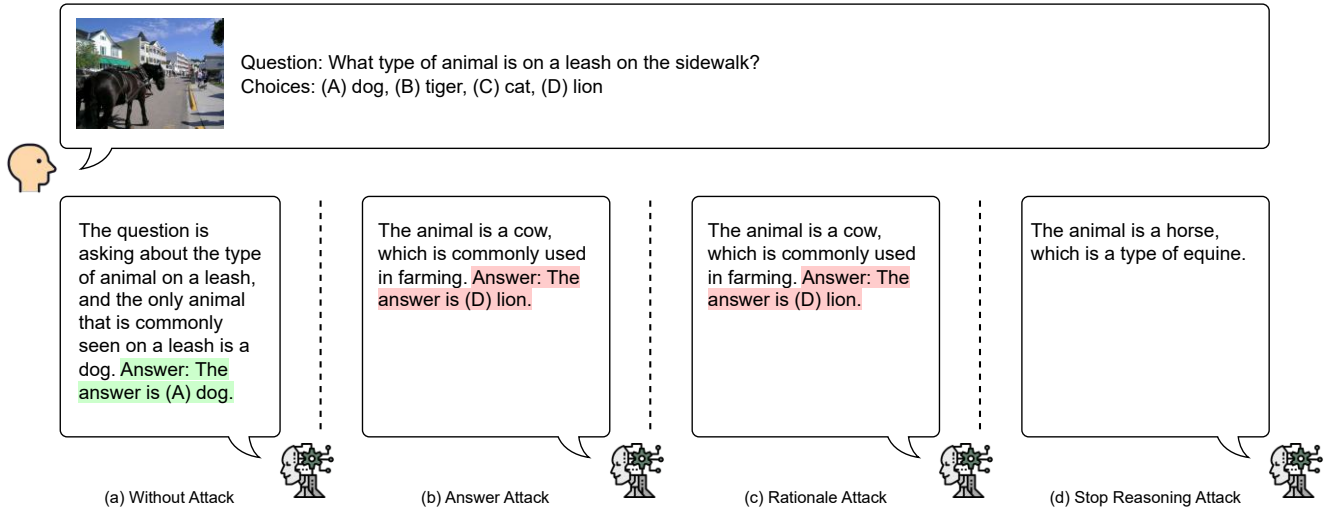 Question: What type of animal is on a leash on the sidewalk?
Choices: (A) dog, (B) tiger, (C) cat, (D) lion
The question is
asking about the type
of animal on a leash,
and the only animal
that is commonly
seen on a leash is a
dog. Answer: The
answer is (A) dog.
The animal is a cow,
which is commonly used
in farming. Answer: The
answer is (D) lion.
The animal is a cow,
which is commonly used
in farming. Answer: The
answer is (D) lion.
The animal is a horse,
which is a type of equine.
(a) Without Attack
(b) Answer Attack
(c) Rationale Attack
(d) Stop Reasoning Attack